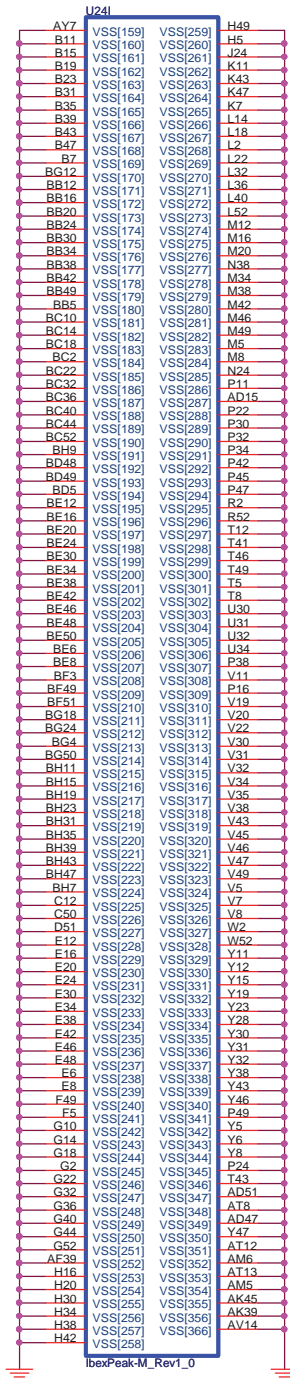 U24I
AY7 VSS[159] VSS[259] H49
B11 VSS[160] VSS[260] H5
B15 VSS[161] VSS[261] J24
B19 VSS[162] VSS[262] K11
B23 VSS[163] VSS[263] K43
B31 VSS[164] VSS[264] K47
B35 VSS[165] VSS[265] K7
B39 VSS[166] VSS[266] L14
B43 VSS[167] VSS[267] L18
B47 VSS[168] VSS[268] L2
B7 VSS[169] VSS[269] L22
BG12 VSS[170] VSS[270] L32
BB12 VSS[171] VSS[271] L36
BB16 VSS[172] VSS[272] L40
BB20 VSS[173] VSS[273] L52
BB24 VSS[174] VSS[274] M12
BB30 VSS[175] VSS[275] M16
BB34 VSS[176] VSS[276] M20
BB38 VSS[177] VSS[277] N38
BB42 VSS[178] VSS[278] M34
BB49 VSS[179] VSS[279] M38
BB5 VSS[180] VSS[280] M42
BC10 VSS[181] VSS[281] M46
BC14 VSS[182] VSS[282] M49
BC18 VSS[183] VSS[283] M5
BC2 VSS[184] VSS[284] M8
BC22 VSS[185] VSS[285] N24
BC32 VSS[186] VSS[286] P11
BC36 VSS[187] VSS[287] AD15
BC40 VSS[188] VSS[288] P22
BC44 VSS[189] VSS[289] P30
BC52 VSS[190] VSS[290] P32
BH9 VSS[191] VSS[291] P34
BD48 VSS[192] VSS[292] P42
BD49 VSS[193] VSS[293] P45
BD5 VSS[194] VSS[294] P47
BE12 VSS[195] VSS[295] R2
BE16 VSS[196] VSS[296] R52
BE20 VSS[197] VSS[297] T12
BE24 VSS[198] VSS[298] T41
BE30 VSS[199] VSS[299] T46
BE34 VSS[200] VSS[300] T49
BE38 VSS[201] VSS[301] T5
BE42 VSS[202] VSS[302] T8
BE46 VSS[203] VSS[303] U30
BE48 VSS[204] VSS[304] U31
BE50 VSS[205] VSS[305] U32
BE6 VSS[206] VSS[306] U34
BE8 VSS[207] VSS[307] P38
BF3 VSS[208] VSS[308] V11
BF49 VSS[209] VSS[309] P16
BF51 VSS[210] VSS[310] V19
BG18 VSS[211] VSS[311] V20
BG24 VSS[212] VSS[312] V22
BG4 VSS[213] VSS[313] V30
BG50 VSS[214] VSS[314] V31
BH11 VSS[215] VSS[315] V32
BH15 VSS[216] VSS[316] V34
BH19 VSS[217] VSS[317] V35
BH23 VSS[218] VSS[318] V38
BH31 VSS[219] VSS[319] V43
BH35 VSS[220] VSS[320] V45
BH39 VSS[221] VSS[321] V46
BH43 VSS[222] VSS[322] V47
BH47 VSS[223] VSS[323] V49
BH7 VSS[224] VSS[324] V5
C12 VSS[225] VSS[325] V7
C50 VSS[226] VSS[326] V8
D51 VSS[227] VSS[327] W2
E12 VSS[228] VSS[328] W52
E16 VSS[229] VSS[329] Y11
E20 VSS[230] VSS[330] Y12
E24 VSS[231] VSS[331] Y15
E30 VSS[232] VSS[332] Y19
E34 VSS[233] VSS[333] Y23
E38 VSS[234] VSS[334] Y28
E42 VSS[235] VSS[335] Y30
E46 VSS[236] VSS[336] Y31
E48 VSS[237] VSS[337] Y32
E6 VSS[238] VSS[338] Y38
E8 VSS[239] VSS[339] Y43
F49 VSS[240] VSS[340] Y46
F5 VSS[241] VSS[341] P49
G10 VSS[242] VSS[342] Y5
G14 VSS[243] VSS[343] Y6
G18 VSS[244] VSS[344] Y8
G2 VSS[245] VSS[345] P24
G22 VSS[246] VSS[346] T43
G32 VSS[247] VSS[347] AD51
G36 VSS[248] VSS[348] AT8
G40 VSS[249] VSS[349] AD47
G44 VSS[250] VSS[350] Y47
G52 VSS[251] VSS[351] AT12
AF39 VSS[252] VSS[352] AM6
H16 VSS[253] VSS[353] AT13
H20 VSS[254] VSS[354] AM5
H30 VSS[255] VSS[355] AK45
H34 VSS[256] VSS[356] AK39
H38 VSS[257] VSS[366] AV14
H42 VSS[258]
IbexPeak-M_Rev1_0